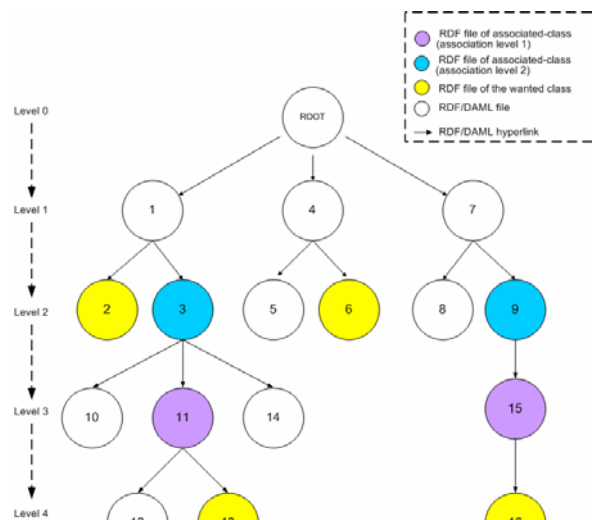 RDF file of associated-class
(association level 1)
RDF file of associated-class
(association level 2)
RDF file of the wanted class
RDF/DAML file
RDF/DAML hyperlink
Level 0
ROOT
Level 1
1
4
7
Level 2
2
3
5
6
8
9
Level 3
10
11
14
15
Level 4